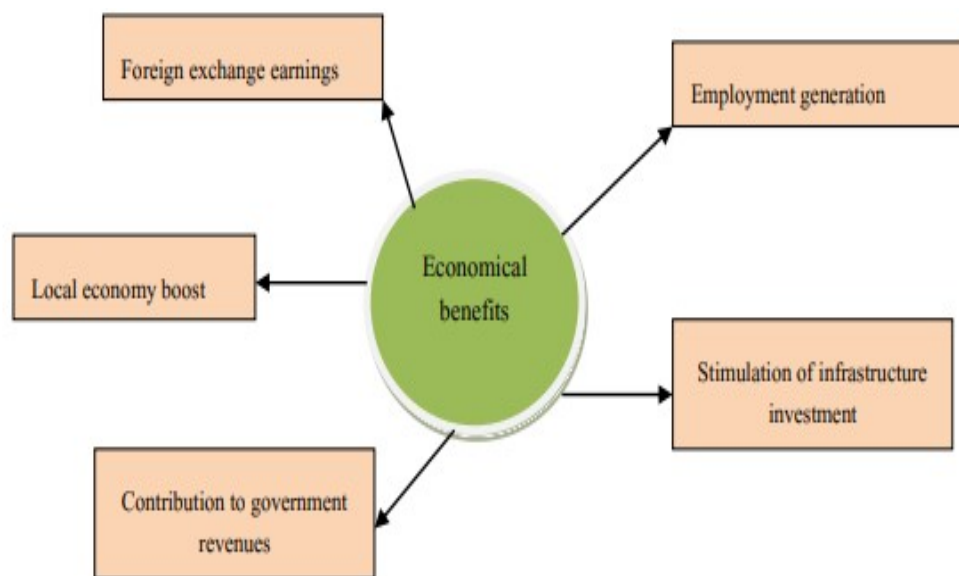 Foreign exchange earnings
Employment generation
Economical
benefits
Local economy boost
Stimulation of infrastructure
investment
Contribution to government
revenues